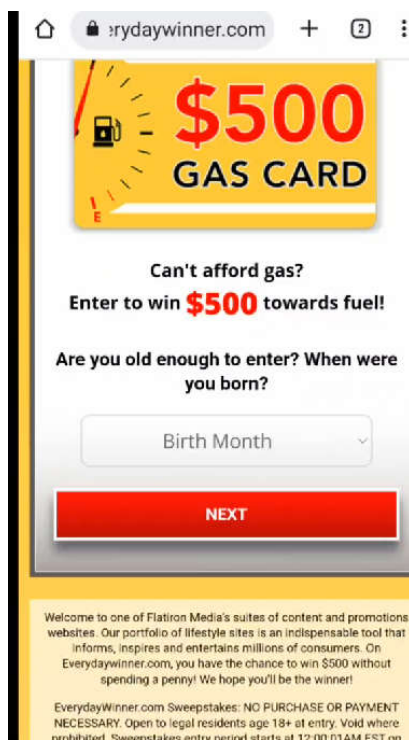 erydaywinner.com
2
$500
GAS CARD
E
Can't afford gas?
Enter to win $500 towards fuel!
Are you old enough to enter? When were
you born?
Birth Month
NEXT
Welcome to one of Flatiron Media's suites of content and promotions
websites. Our portfolio of lifestyle sites is an indispensable tool that
informs, inspires and entertains millions of consumers. On
Everydaywinner.com, you have the chance to win $500 without
spending a penny! We hope you'll be the winner!
EverydayWinner.com Sweepstakes: NO PURCHASE OR PAYMENT
NECESSARY. Open to legal residents age 18+ at entry. Void where
prohibited. Sweepstakes entry period starts at 12:00:01AM EST on